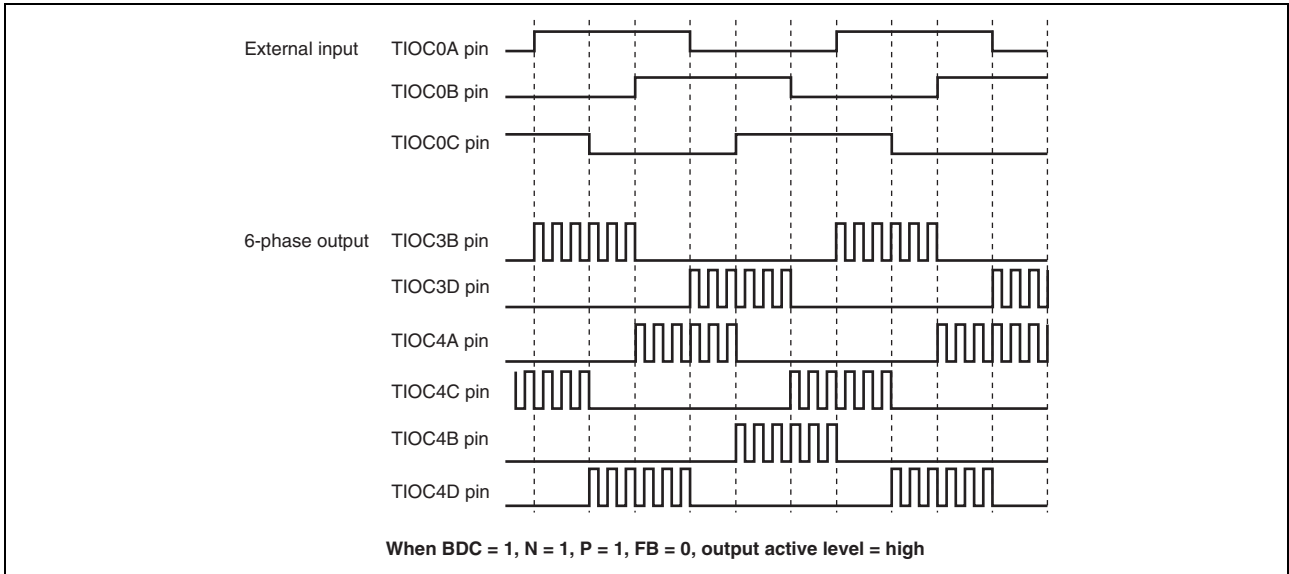 External input TIOC0A pin
TIOC0B pin
TIOC0C pin
6-phase output TIOC3B pin
TIOC3D pin
TIOC4A pin
TIOC4C pin
TIOC4B pin
TIOC4D pin
When BDC = 1, N = 1, P = 1, FB = 0, output active level = high